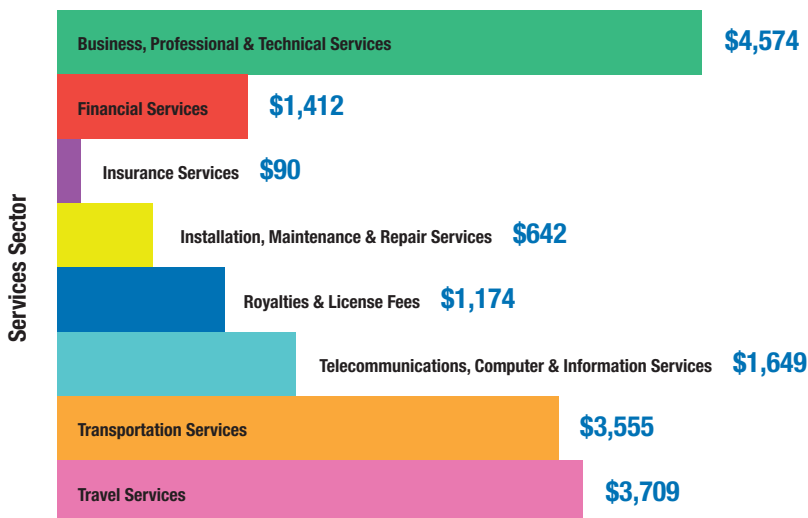 Business, Professional & Technical Services $4,574
Financial Services $1,412
Insurance Services $90
Installation, Maintenance & Repair Services $642
Royalties & License Fees $1,174
Telecommunications, Computer & Information Services $1,649
Transportation Services $3,555
Travel Services $3,709
Services Sector